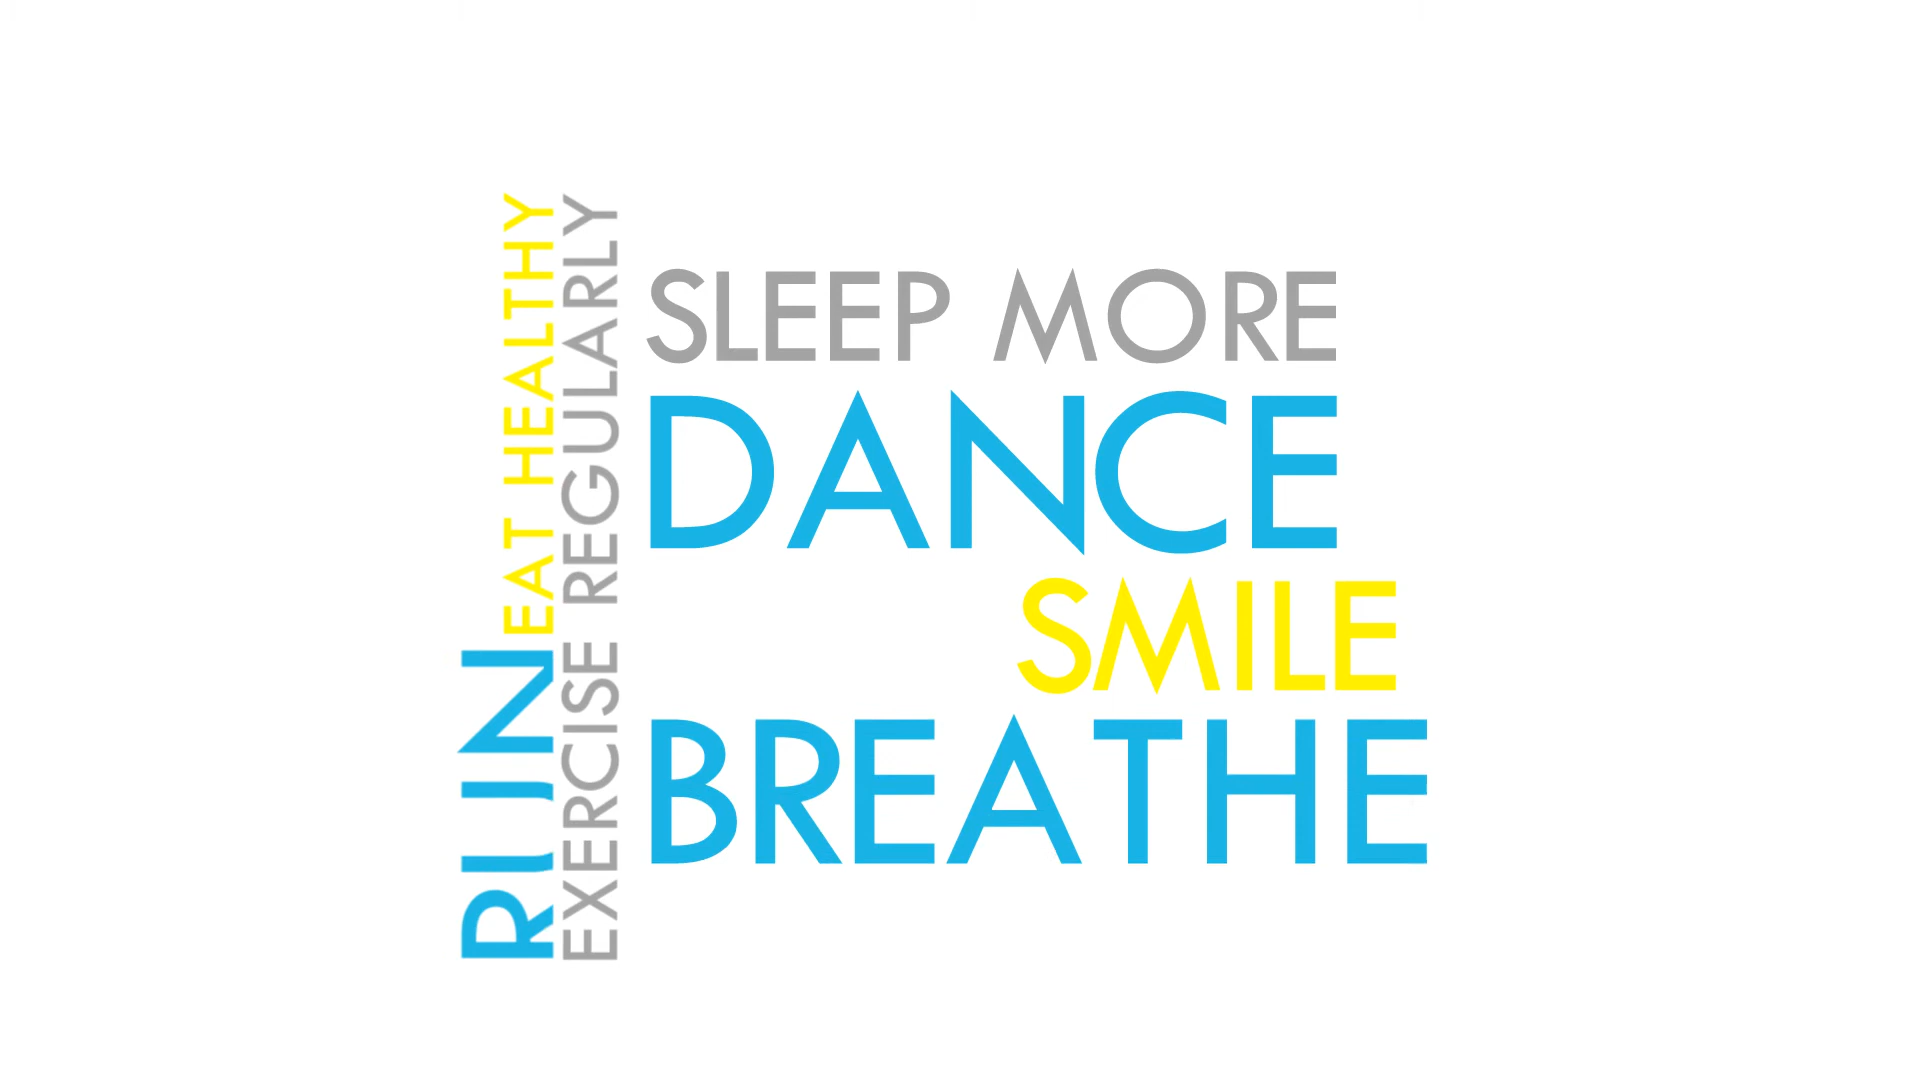 RUN
EAT HEALTHY
EXERCISE REGULARLY
SLEEP MORE
DANCE
SMILE
BREATHE